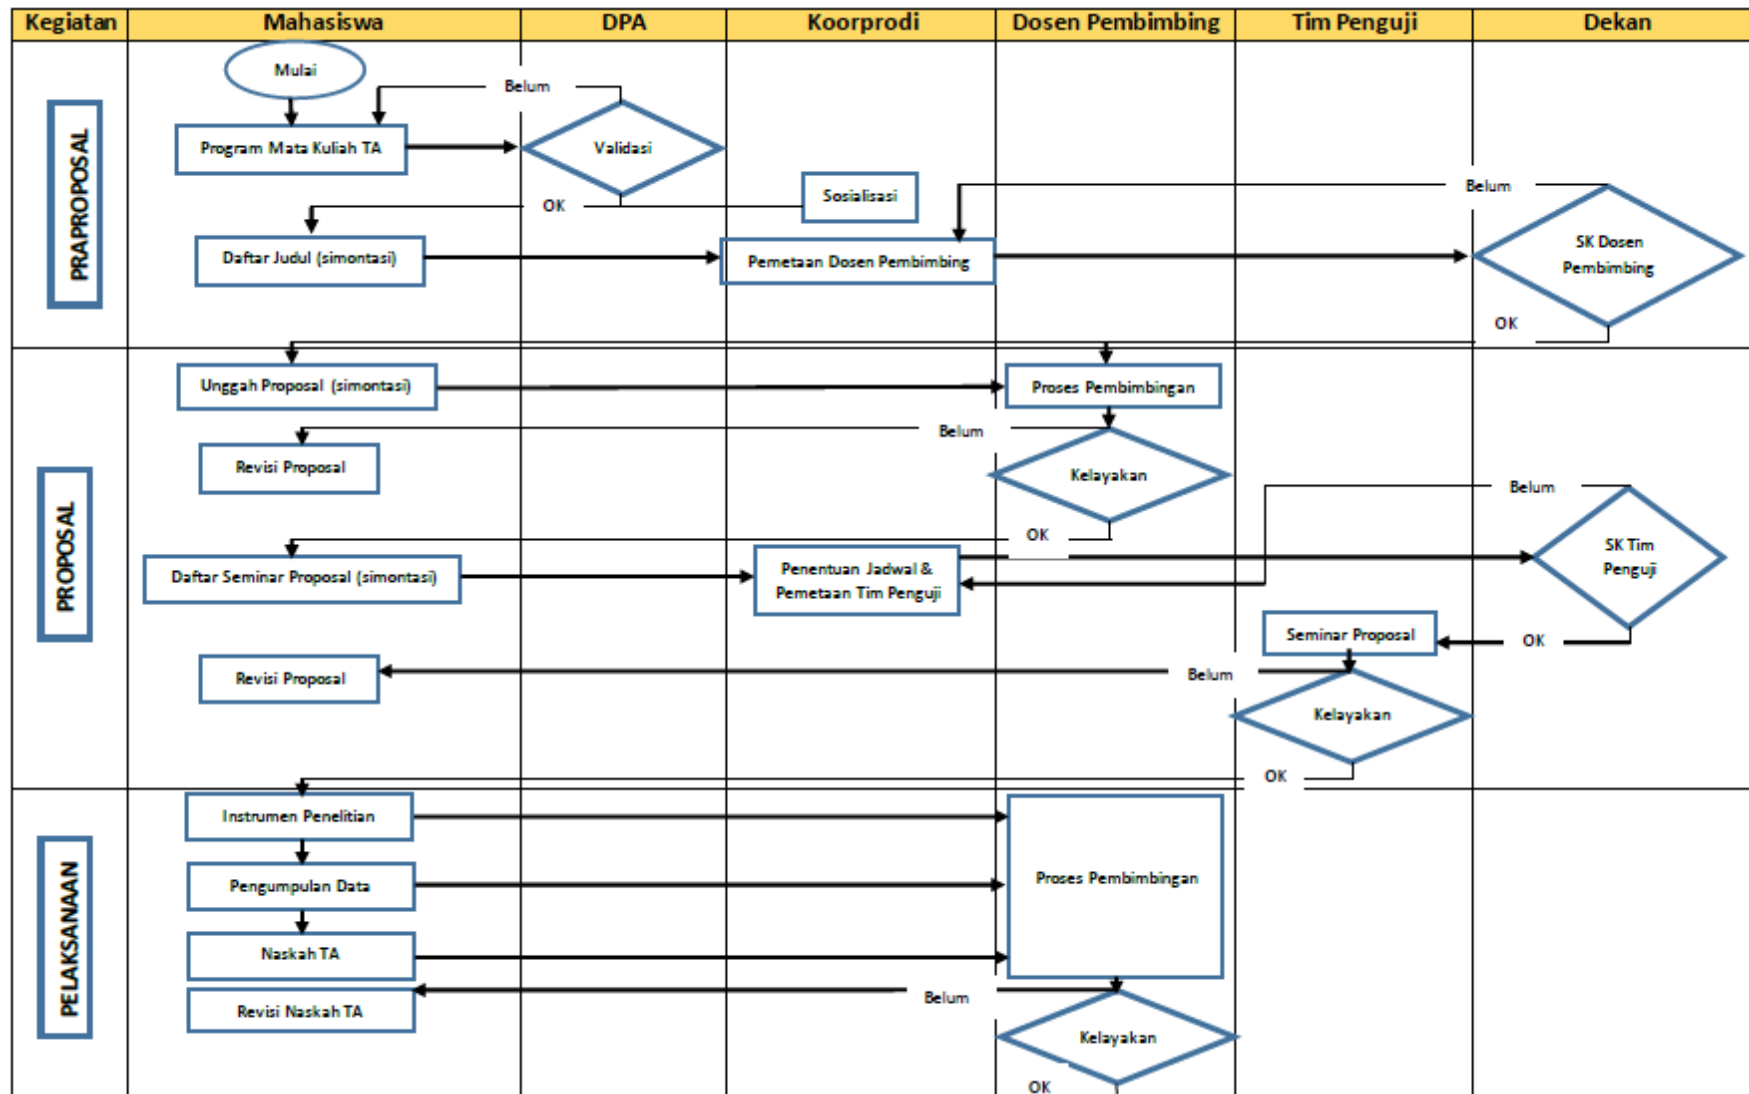 Kegiatan
Mahasiswa
DPA
Koorprodi
Dosen Pembimbing
Tim Penguji
Dekan
PRAPROPOSAL
Mulai
Belum
Program Mata Kuliah TA
Validasi
Sosialisasi
Belum
OK
Daftar Judul (simontasi)
Pemetaan Dosen Pembimbing
SK Dosen
Pembimbing
OK
PROPOSAL
Unggah Proposal (simontasi)
Proses Pembimbingan
Belum
Revisi Proposal
Kelayakan
Belum
OK
Daftar Seminar Proposal (simontasi)
Penentuan Jadwal &
Pemetaan Tim Penguji
SK Tim
Penguji
Seminar Proposal
OK
Revisi Proposal
Belum
Kelayakan
OK
PELAKSANAAN
Instrumen Penelitian
Pengumpulan Data
Proses Pembimbingan
Naskah TA
Belum
Revisi Naskah TA
Kelayakan
OK